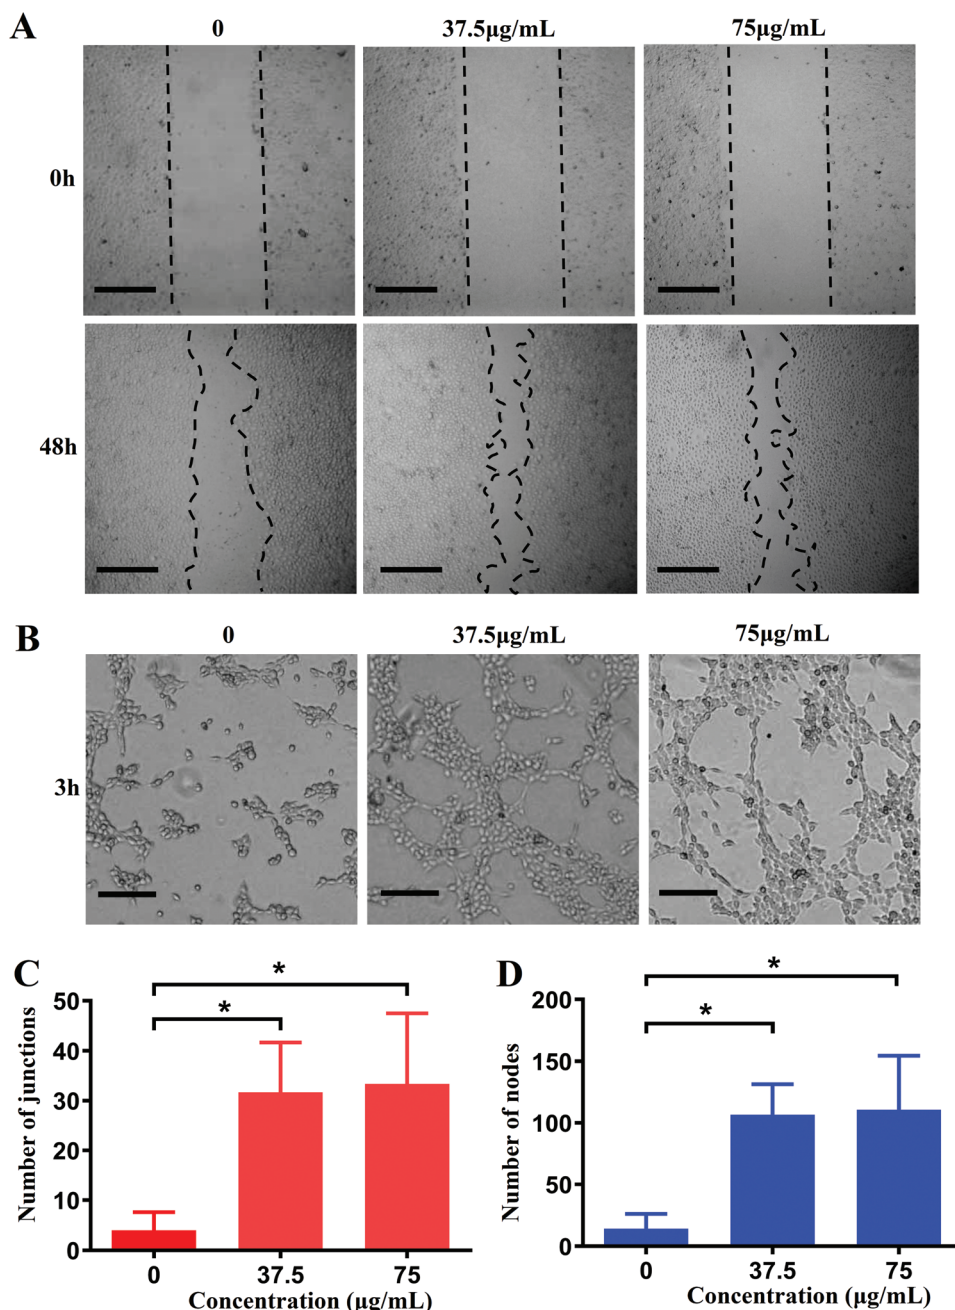 A
0 37.5μg/mL 75μg/mL
0h
48h
B
0 37.5μg/mL 75μg/mL
3h
C
*
*
50
40
30
20
10
0
Number of junctions
0 37.5 75
Concentration (μg/mL)
D
*
*
200
150
100
50
0
Number of nodes
0 37.5 75
Concentration (μg/mL)